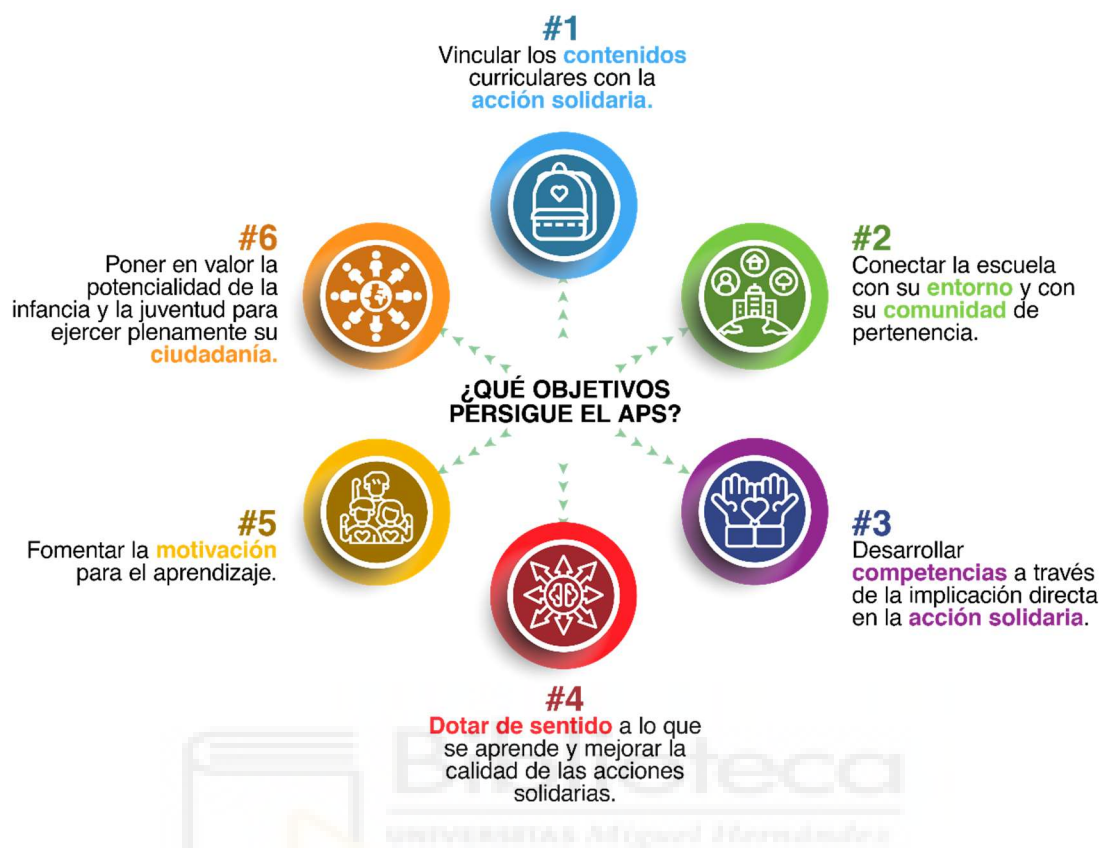 #1
Vincular los contenidos
curriculares con la
acción solidaria.
#6
Poner en valor la
potencialidad de la
infancia y la juventud para
ejercer plenamente su
ciudadanía.
#2
Conectar la escuela
con su entorno y con
su comunidad de
pertenencia.
¿QUÉ OBJETIVOS
PERSIGUE EL APS?
#5
Fomentar la motivación
para el aprendizaje.
#3
Desarrollar
competencias a través
de la implicación directa
en la acción solidaria.
#4
Dotar de sentido a lo que
se aprende y mejorar la
calidad de las acciones
solidarias.
Biblioteca
UNIVERSITAS Miguel Hernández